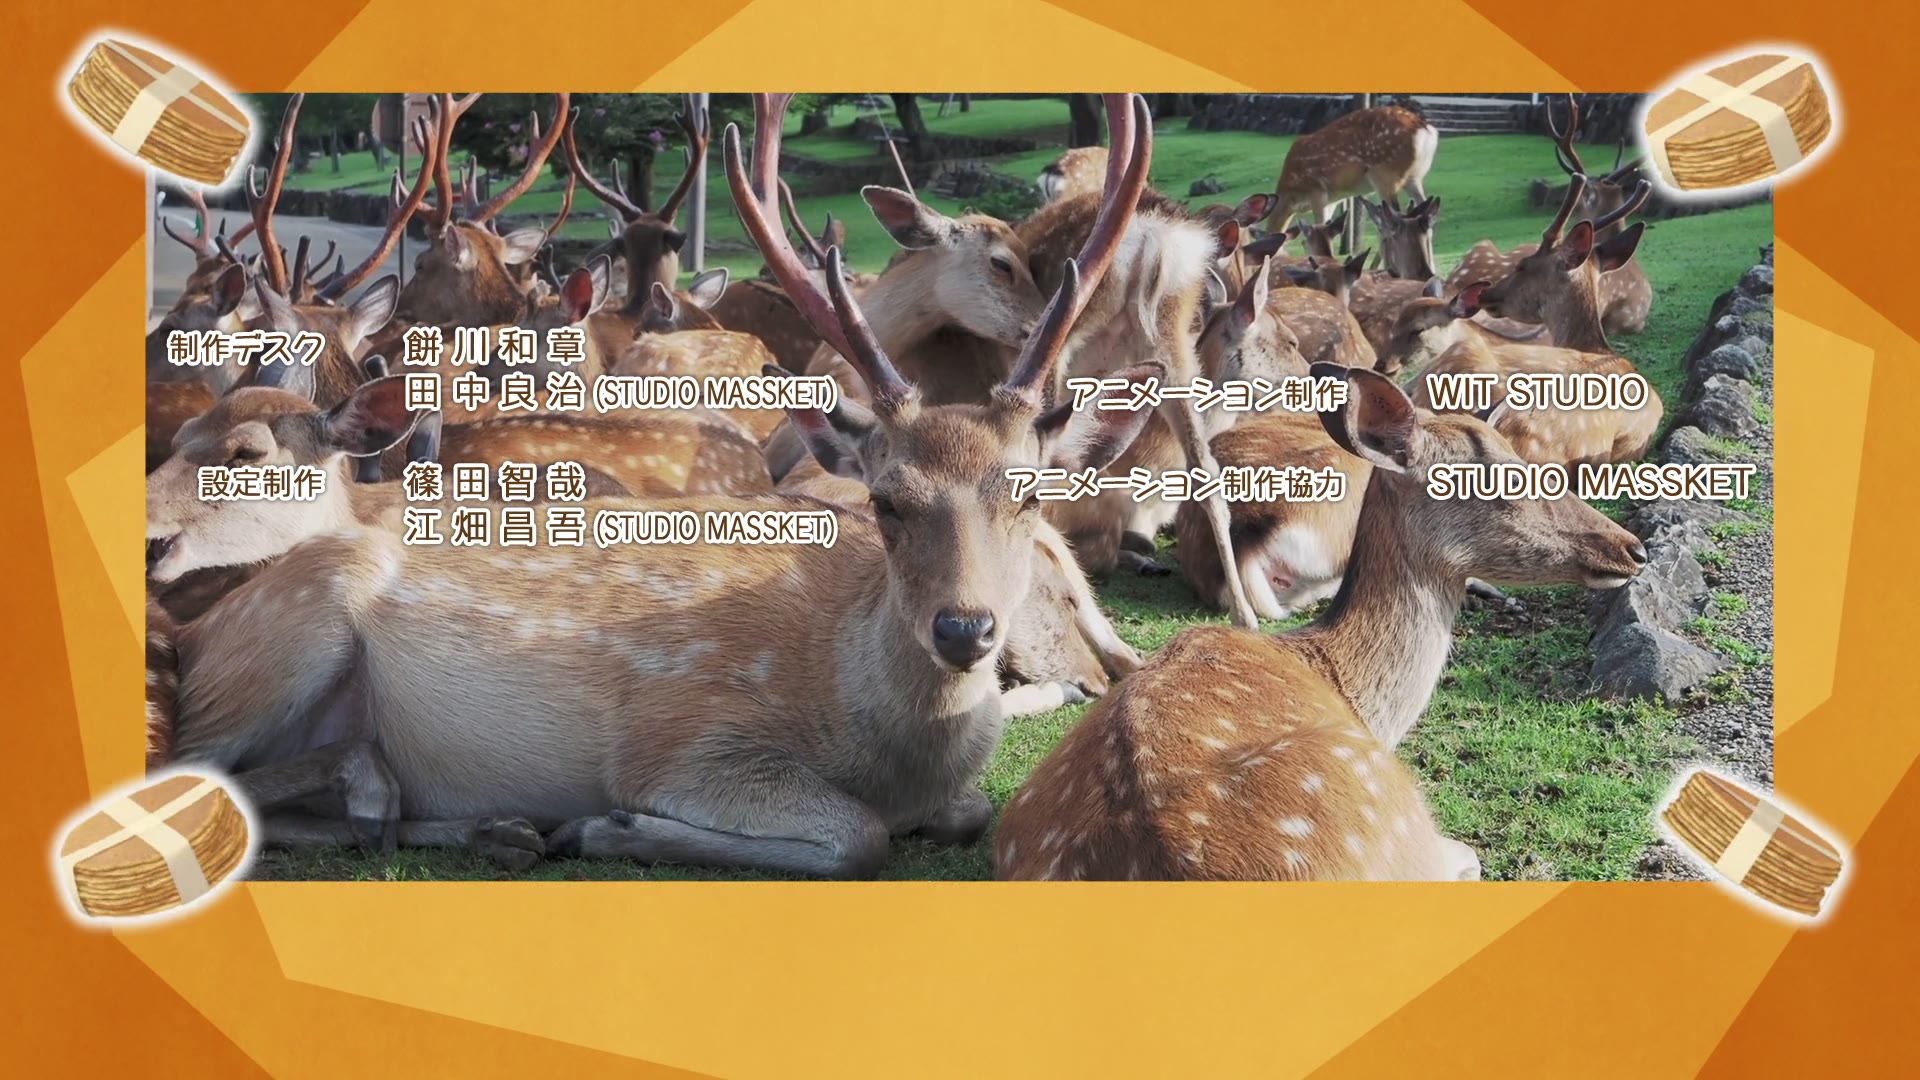 制作デスク 餅川和章
田中良治(STUDIO MASSKET)
設定制作 篠田智哉
江畑昌吾(STUDIO MASSKET)
アニメーション制作 WIT STUDIO
アニメーション制作協力 STUDIO MASSKET